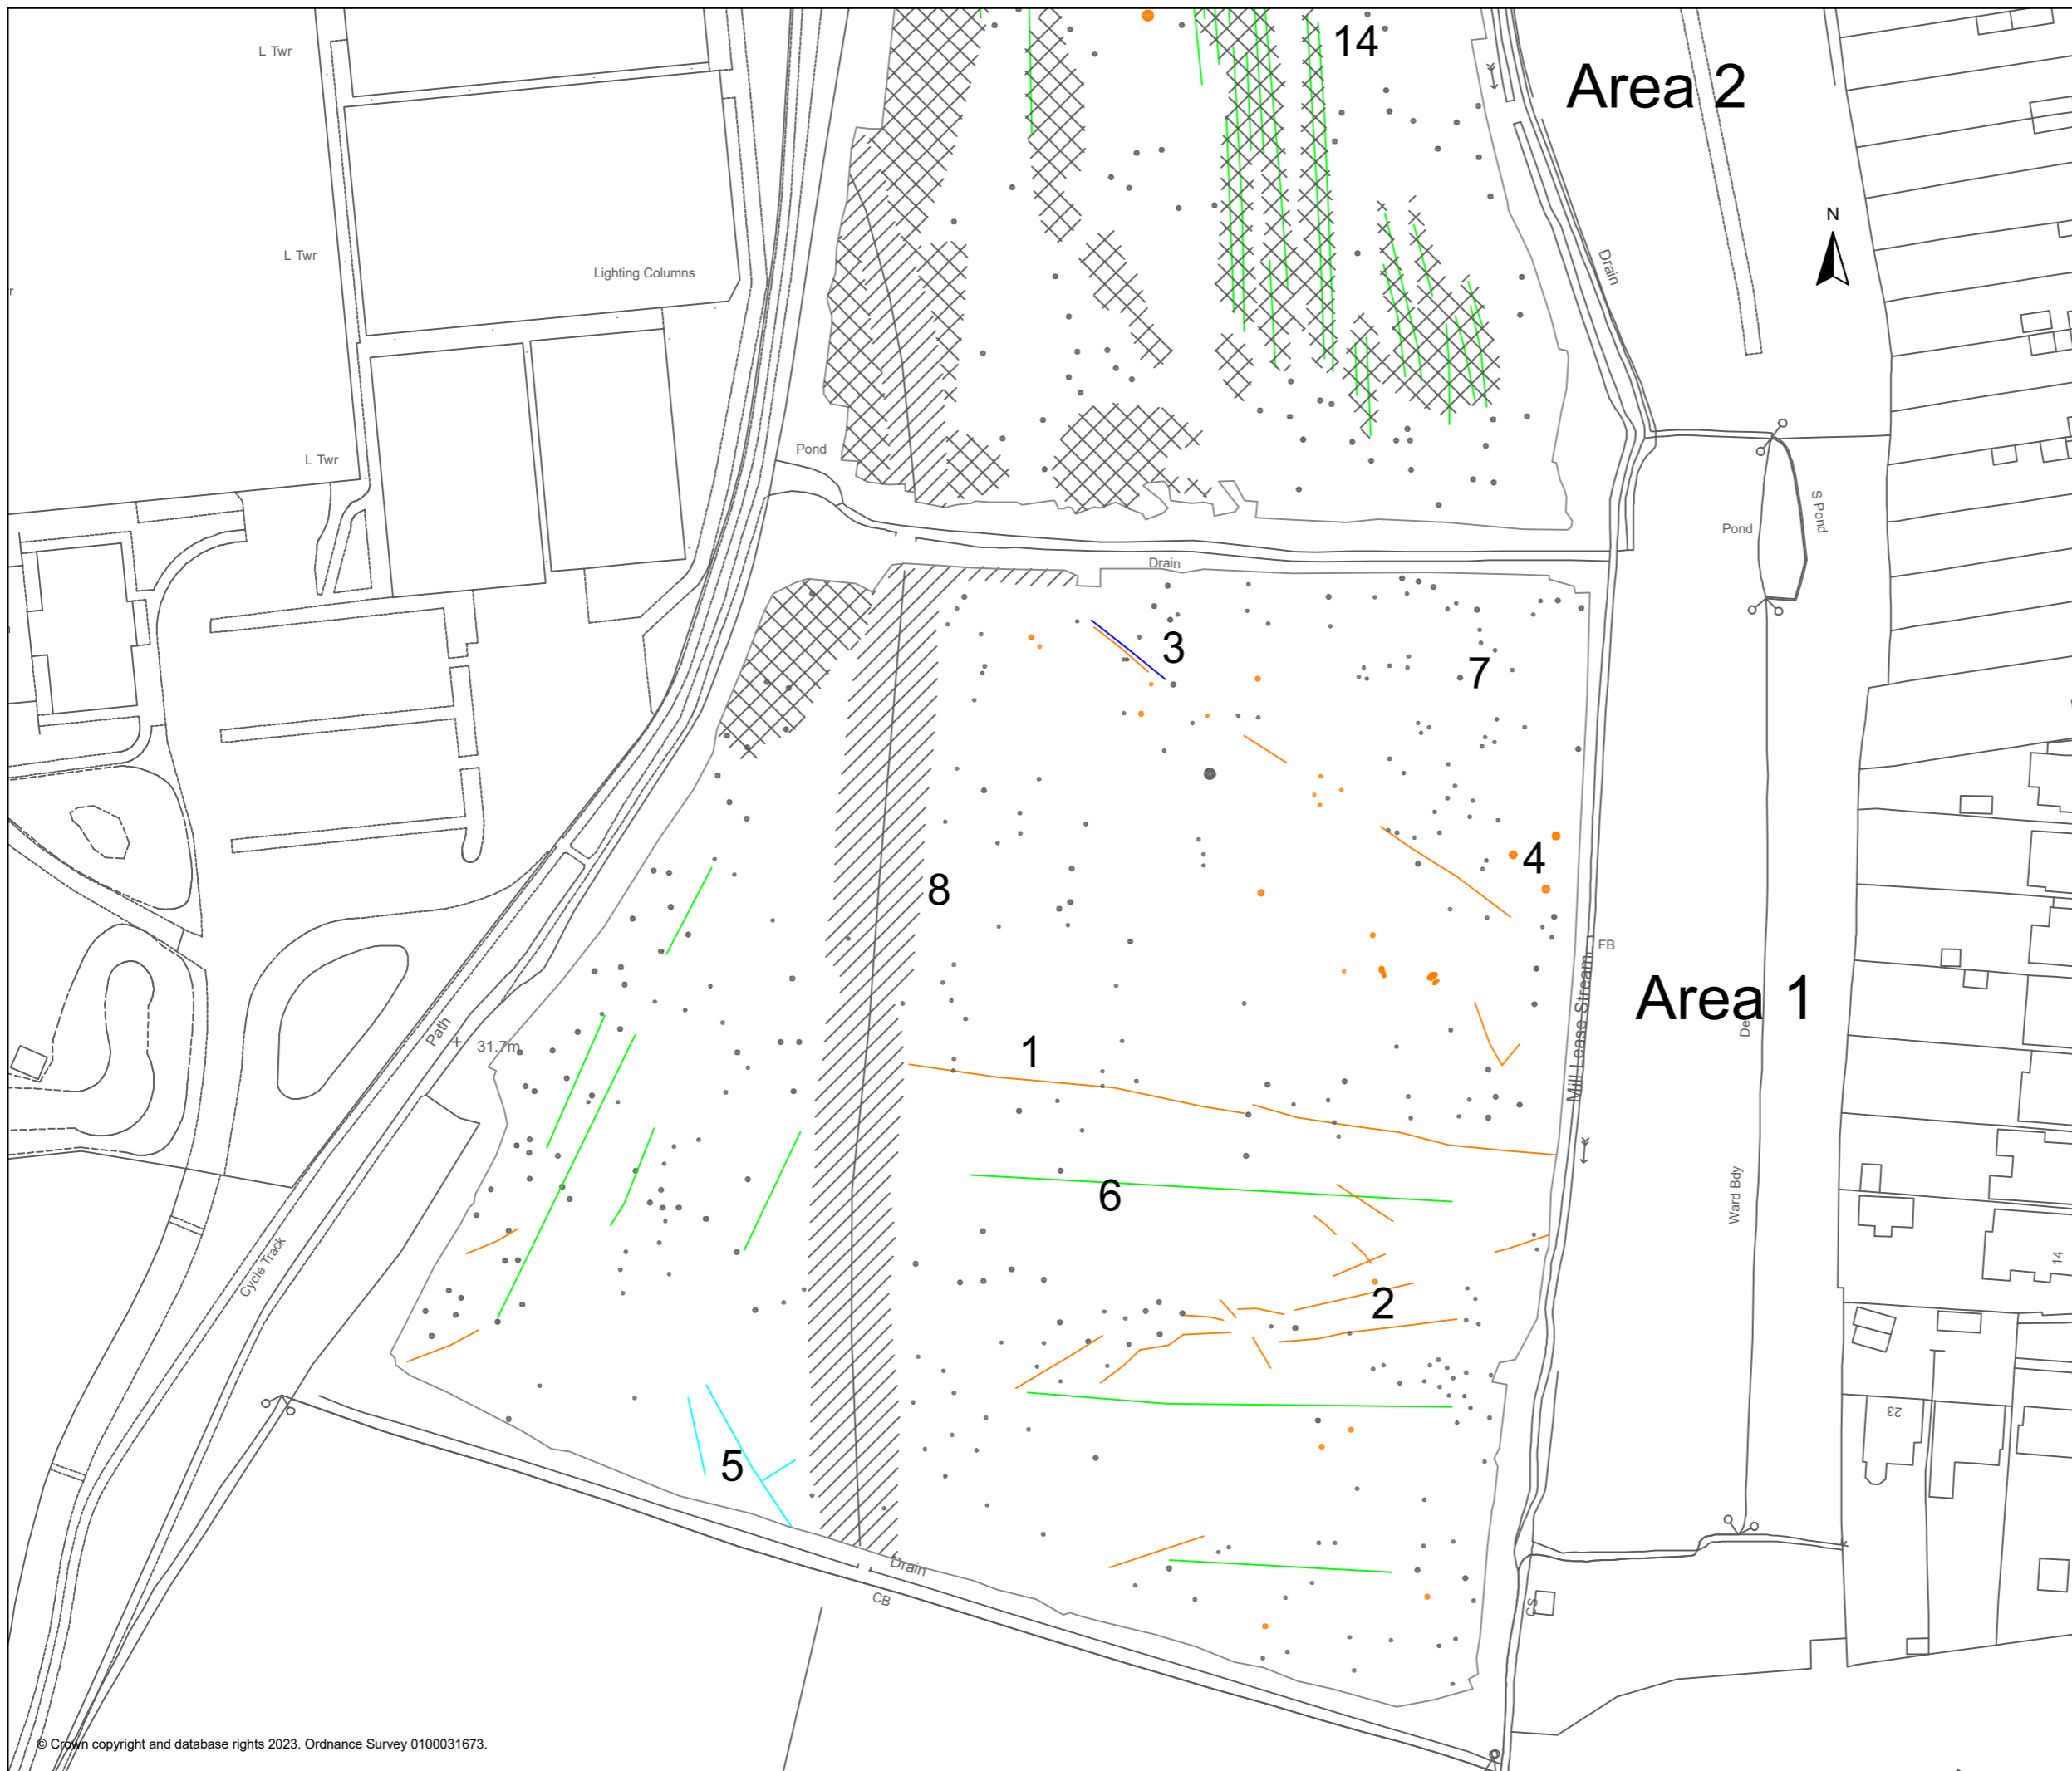 L Twr
14
Area 2
N
L Twr
Lighting Columns
Drain
r
L Twr
Pond
S Pond
Pond
Drain
3
7
4
8
FB
Area 1
Mill Lease Stream
De
Path
31.7m
1
6
Ward Bdy
Cycle Track
14
2
23
5
Drain
CB
CS
© Crown copyright and database rights 2023. Ordnance Survey 0100031673.